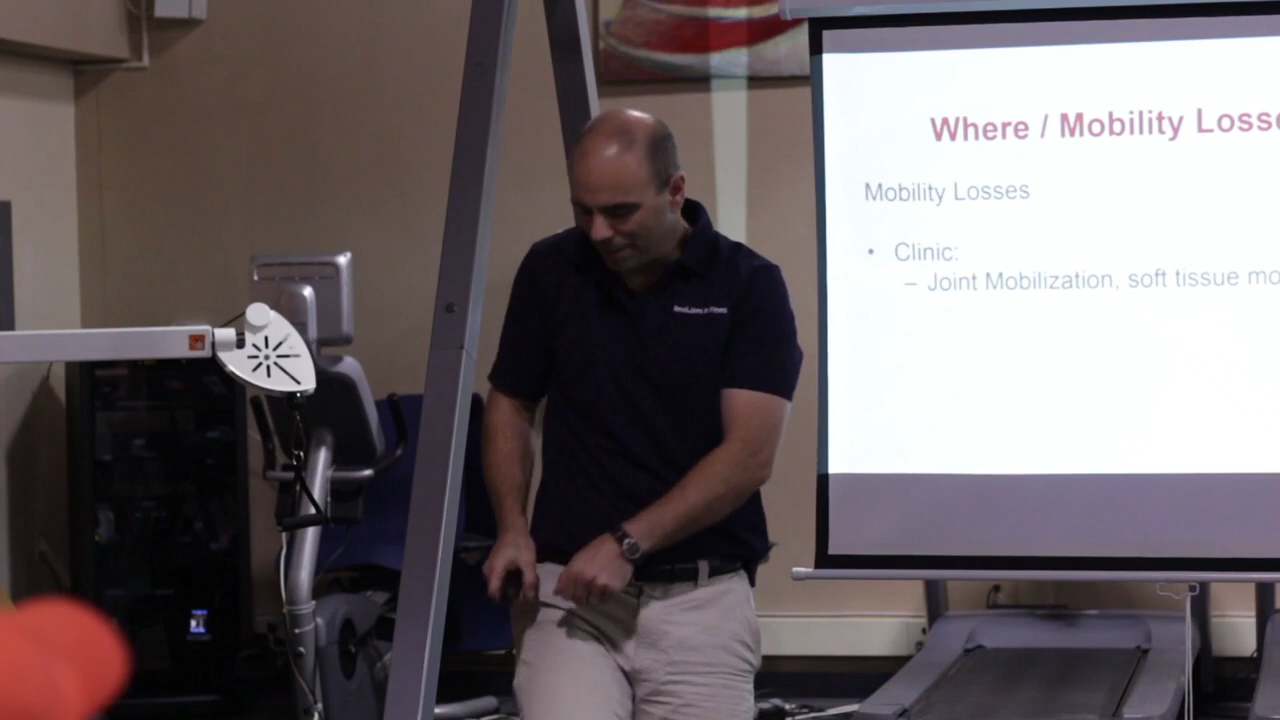 Where / Mobility Losse
Mobility Losses
• Clinic:
– Joint Mobilization, soft tissue mo